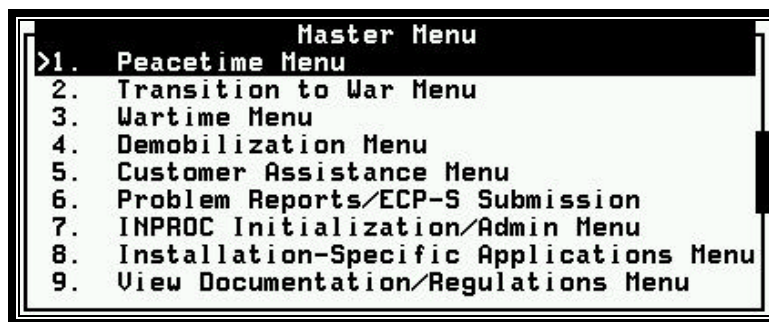 Master Menu
>1. Peacetime Menu
2. Transition to War Menu
3. Wartime Menu
4. Demobilization Menu
5. Customer Assistance Menu
6. Problem Reports/ECP-S Submission
7. INPROC Initialization/Admin Menu
8. Installation-Specific Applications Menu
9. View Documentation/Regulations Menu